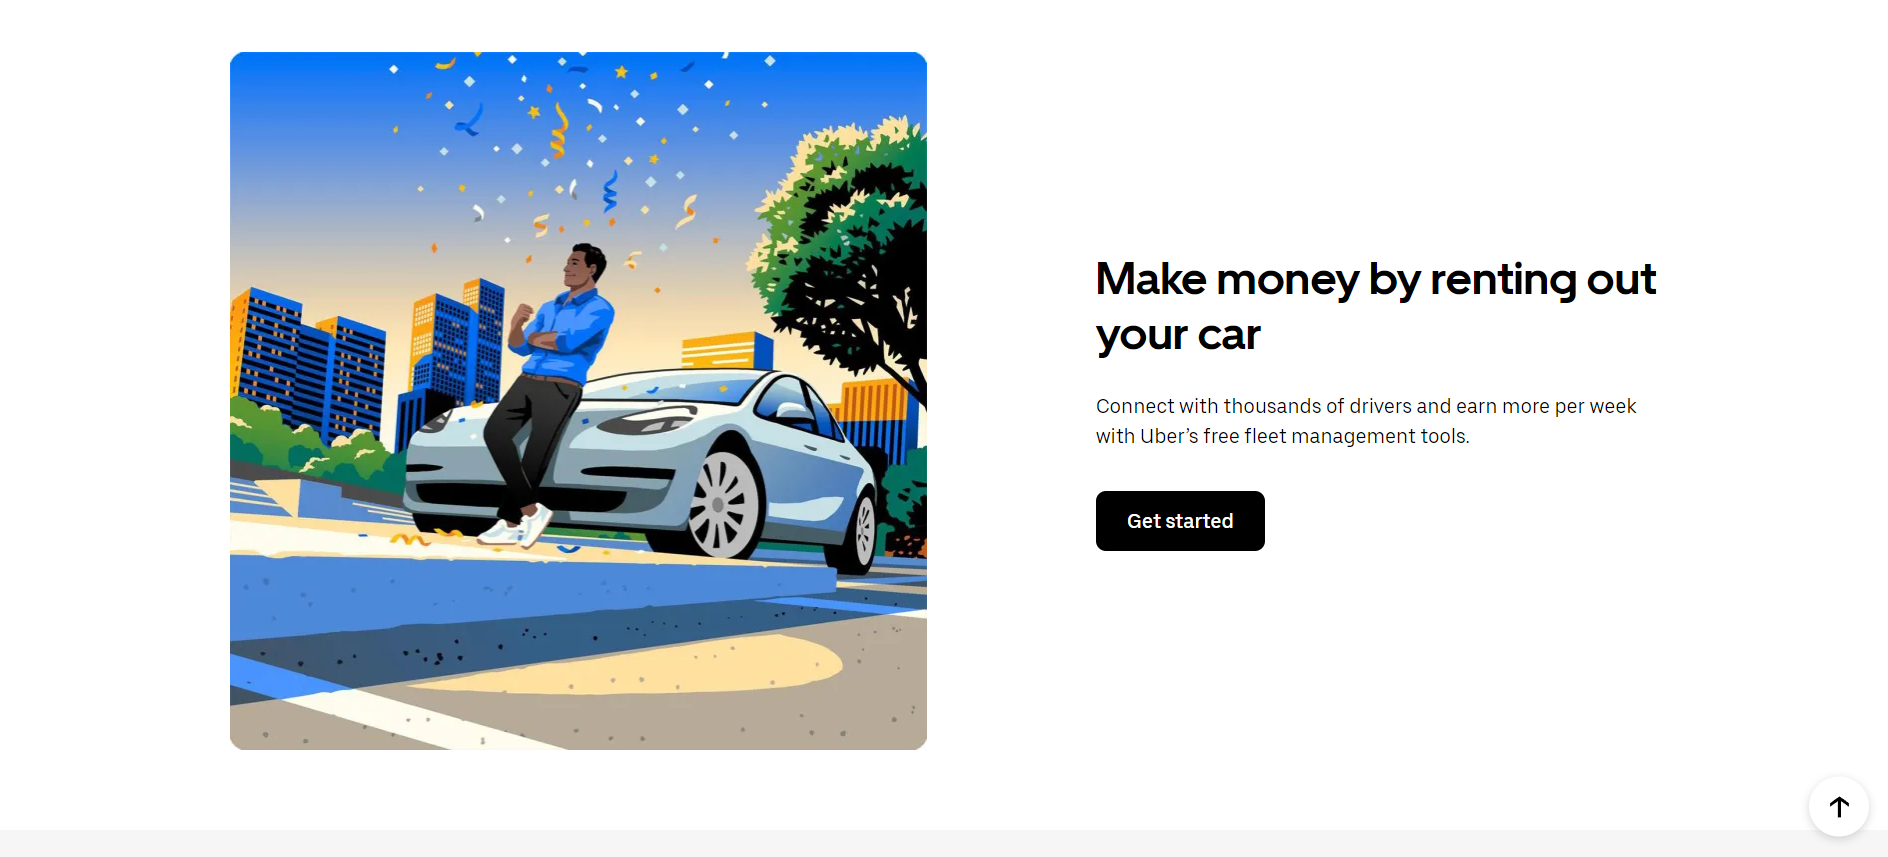 Make money by renting out
your car
Connect with thousands of drivers and earn more per week
with Uber’s free fleet management tools.
Get started